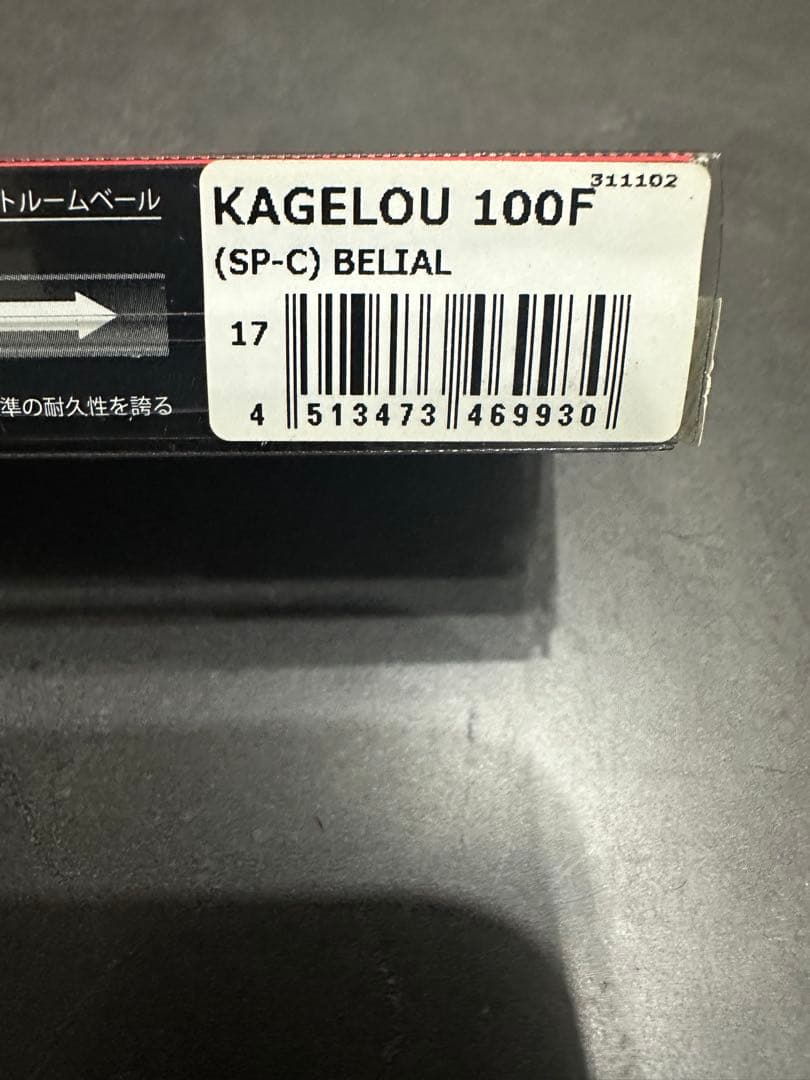 トルームベール
準の耐久性を誇る
311102
KAGELOU 100F
(SP-C) BELIAL
17
4 513473 469930